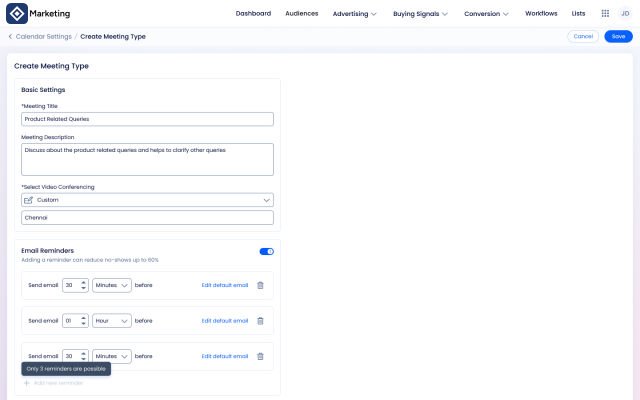 Marketing
Dashboard
Audiences
Advertising
Buying Signals
Conversion
Workflows
Lists
JD
Calendar Settings / Create Meeting Type
Cancel
Save
Create Meeting Type
Basic Settings
*Meeting Title
Product Related Queries
Meeting Description
Discuss about the product related queries and helps to clarify other queries
*Select Video Conferencing
Custom
Chennai
Email Reminders
Adding a reminder can reduce no-shows up to 60%
Send email 30 Minutes before Edit default email
Send email 01 Hour before Edit default email
Send email 30 Minutes before Edit default email
Only 3 reminders are possible
Add new reminder